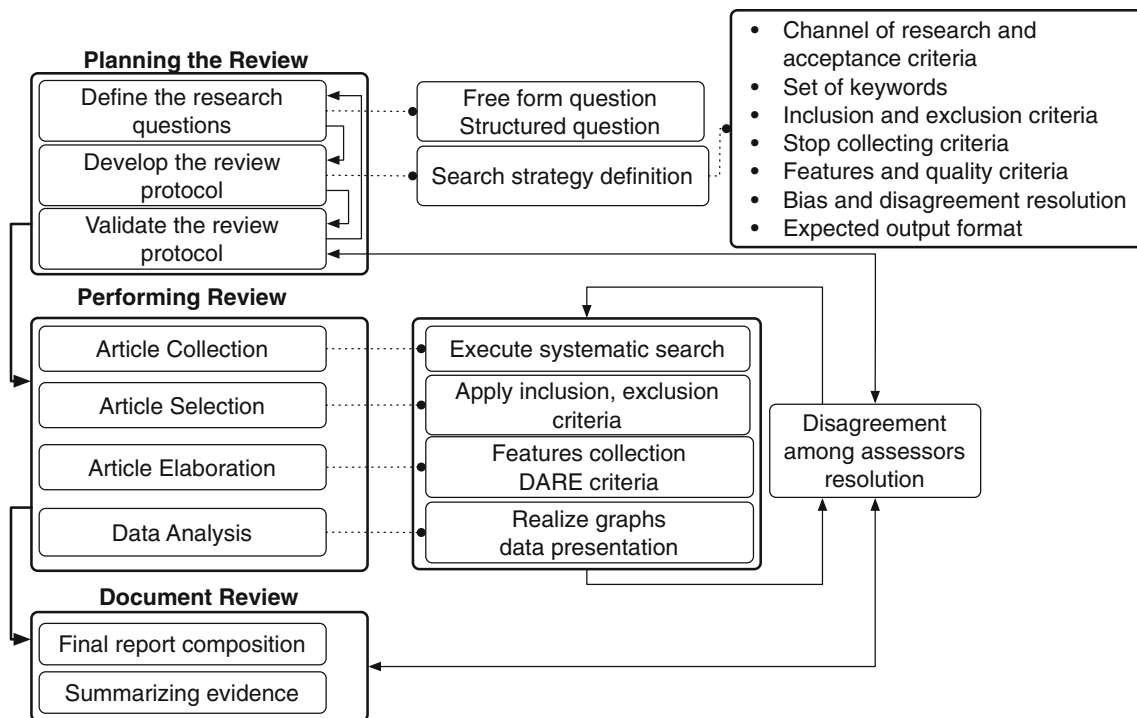 Planning the Review
Define the research
questions
Develop the review
protocol
Validate the review
protocol
Free form question
Structured question
Search strategy definition
• Channel of research and
acceptance criteria
• Set of keywords
• Inclusion and exclusion criteria
• Stop collecting criteria
• Features and quality criteria
• Bias and disagreement resolution
• Expected output format
Performing Review
Article Collection
Article Selection
Article Elaboration
Data Analysis
Execute systematic search
Apply inclusion, exclusion
criteria
Features collection
DARE criteria
Realize graphs
data presentation
Disagreement
among assessors
resolution
Document Review
Final report composition
Summarizing evidence